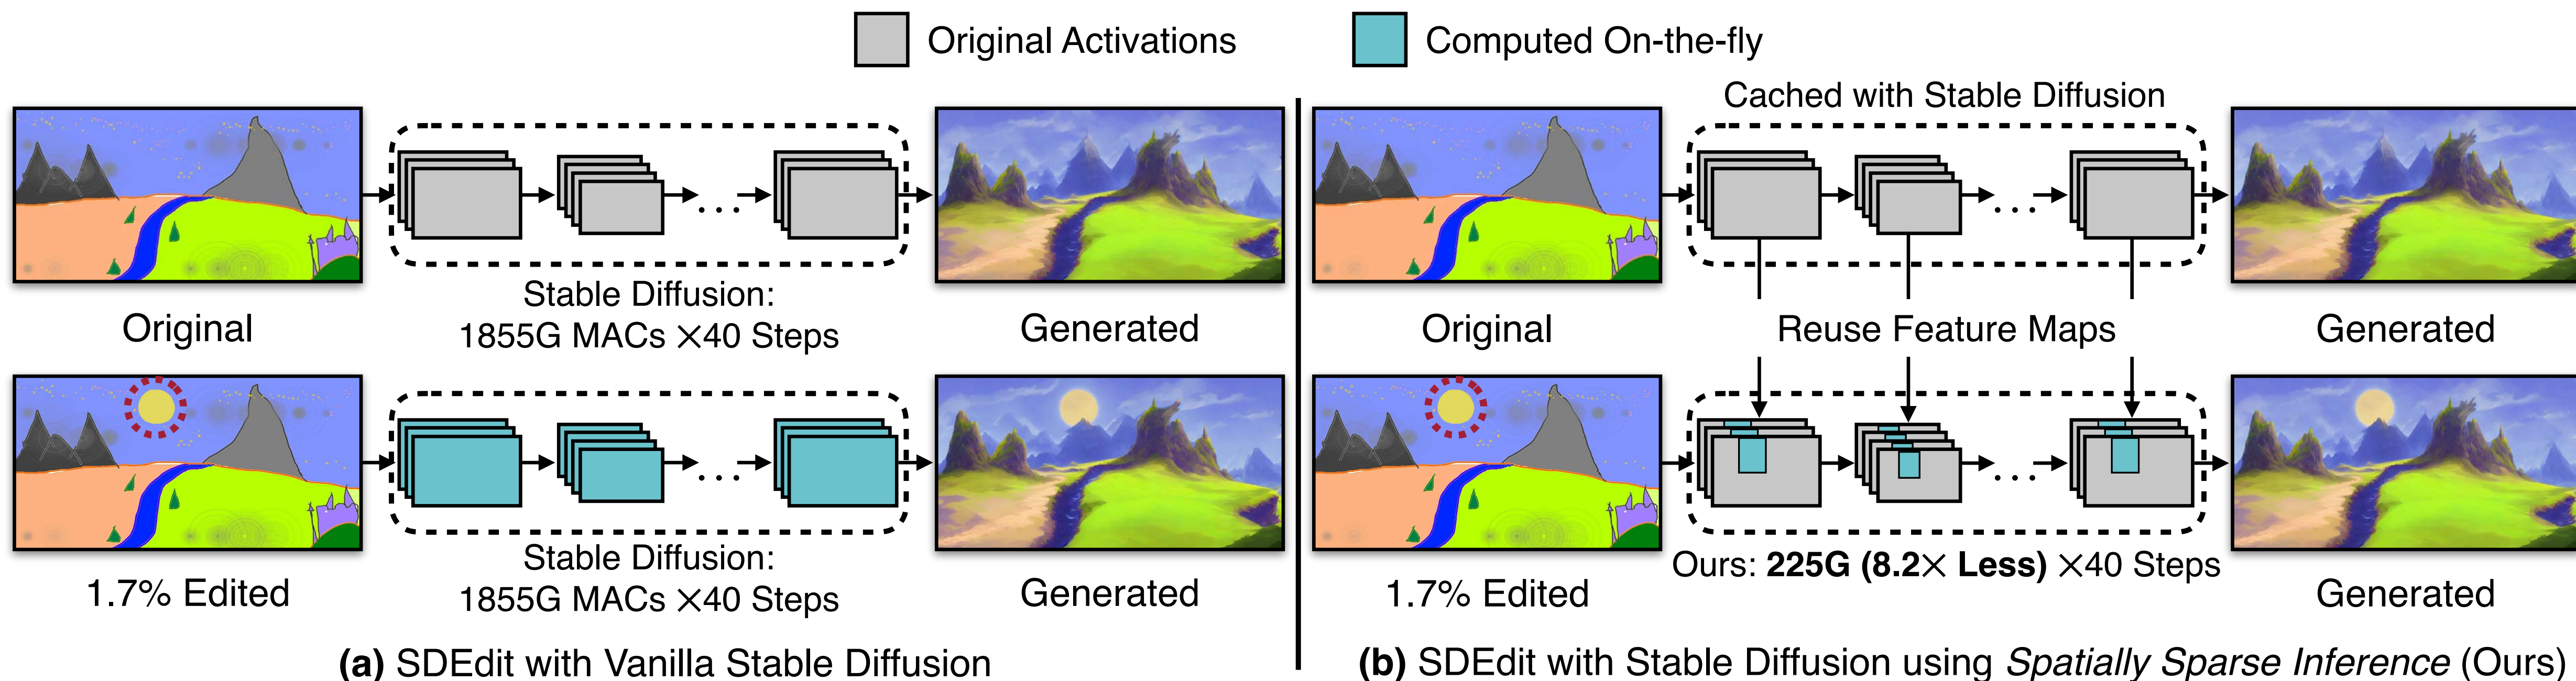 Original Activations
Computed On-the-fly
Cached with Stable Diffusion
Stable Diffusion:
1855G MACs ×40 Steps
Original
Generated
Original
Reuse Feature Maps
Generated
1.7% Edited
Stable Diffusion:
1855G MACs ×40 Steps
Generated
1.7% Edited
Ours: 225G (8.2× Less) ×40 Steps
Generated
(a) SDEdit with Vanilla Stable Diffusion
(b) SDEdit with Stable Diffusion using Spatially Sparse Inference (Ours)